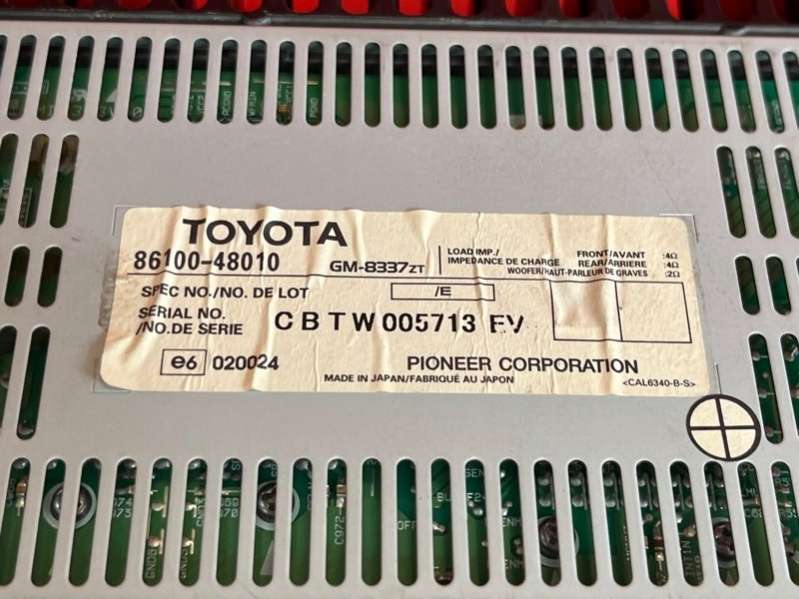 TOYOTA
86100-48010 GM-8337ZT
LOAD IMP./ FRONT/AVANT :4Ω
IMPEDANCE DE CHARGE REAR/ARRIERE :4Ω
WOOFER/HAUT-PARLEUR DE GRAVES :2Ω
SPEC NO./NO. DE LOT /E
SERIAL NO.
/NO.DE SERIE CBTW005713 EV
e6 020024 PIONEER CORPORATION
MADE IN JAPAN/FABRIQUÉ AU JAPON <CAL6340-B-S>
C972